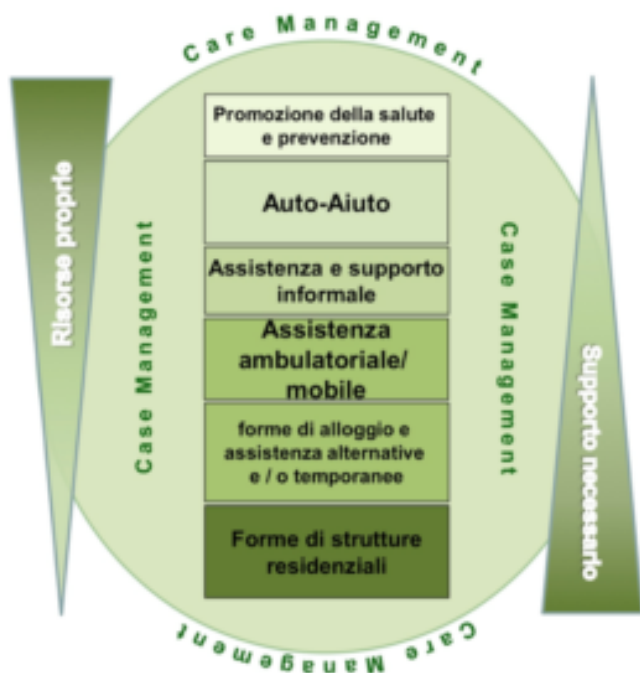 Care Management
Promozione della salute
e prevenzione
Auto-Aiuto
Assistenza e supporto
informale
Assistenza
ambulatoriale/
mobile
forme di alloggio e
assistenza alternative
e / o temporanee
Forme di strutture
residenziali
Risorse proprie
Case Management
Case Management
Supporto necessario
Care Management